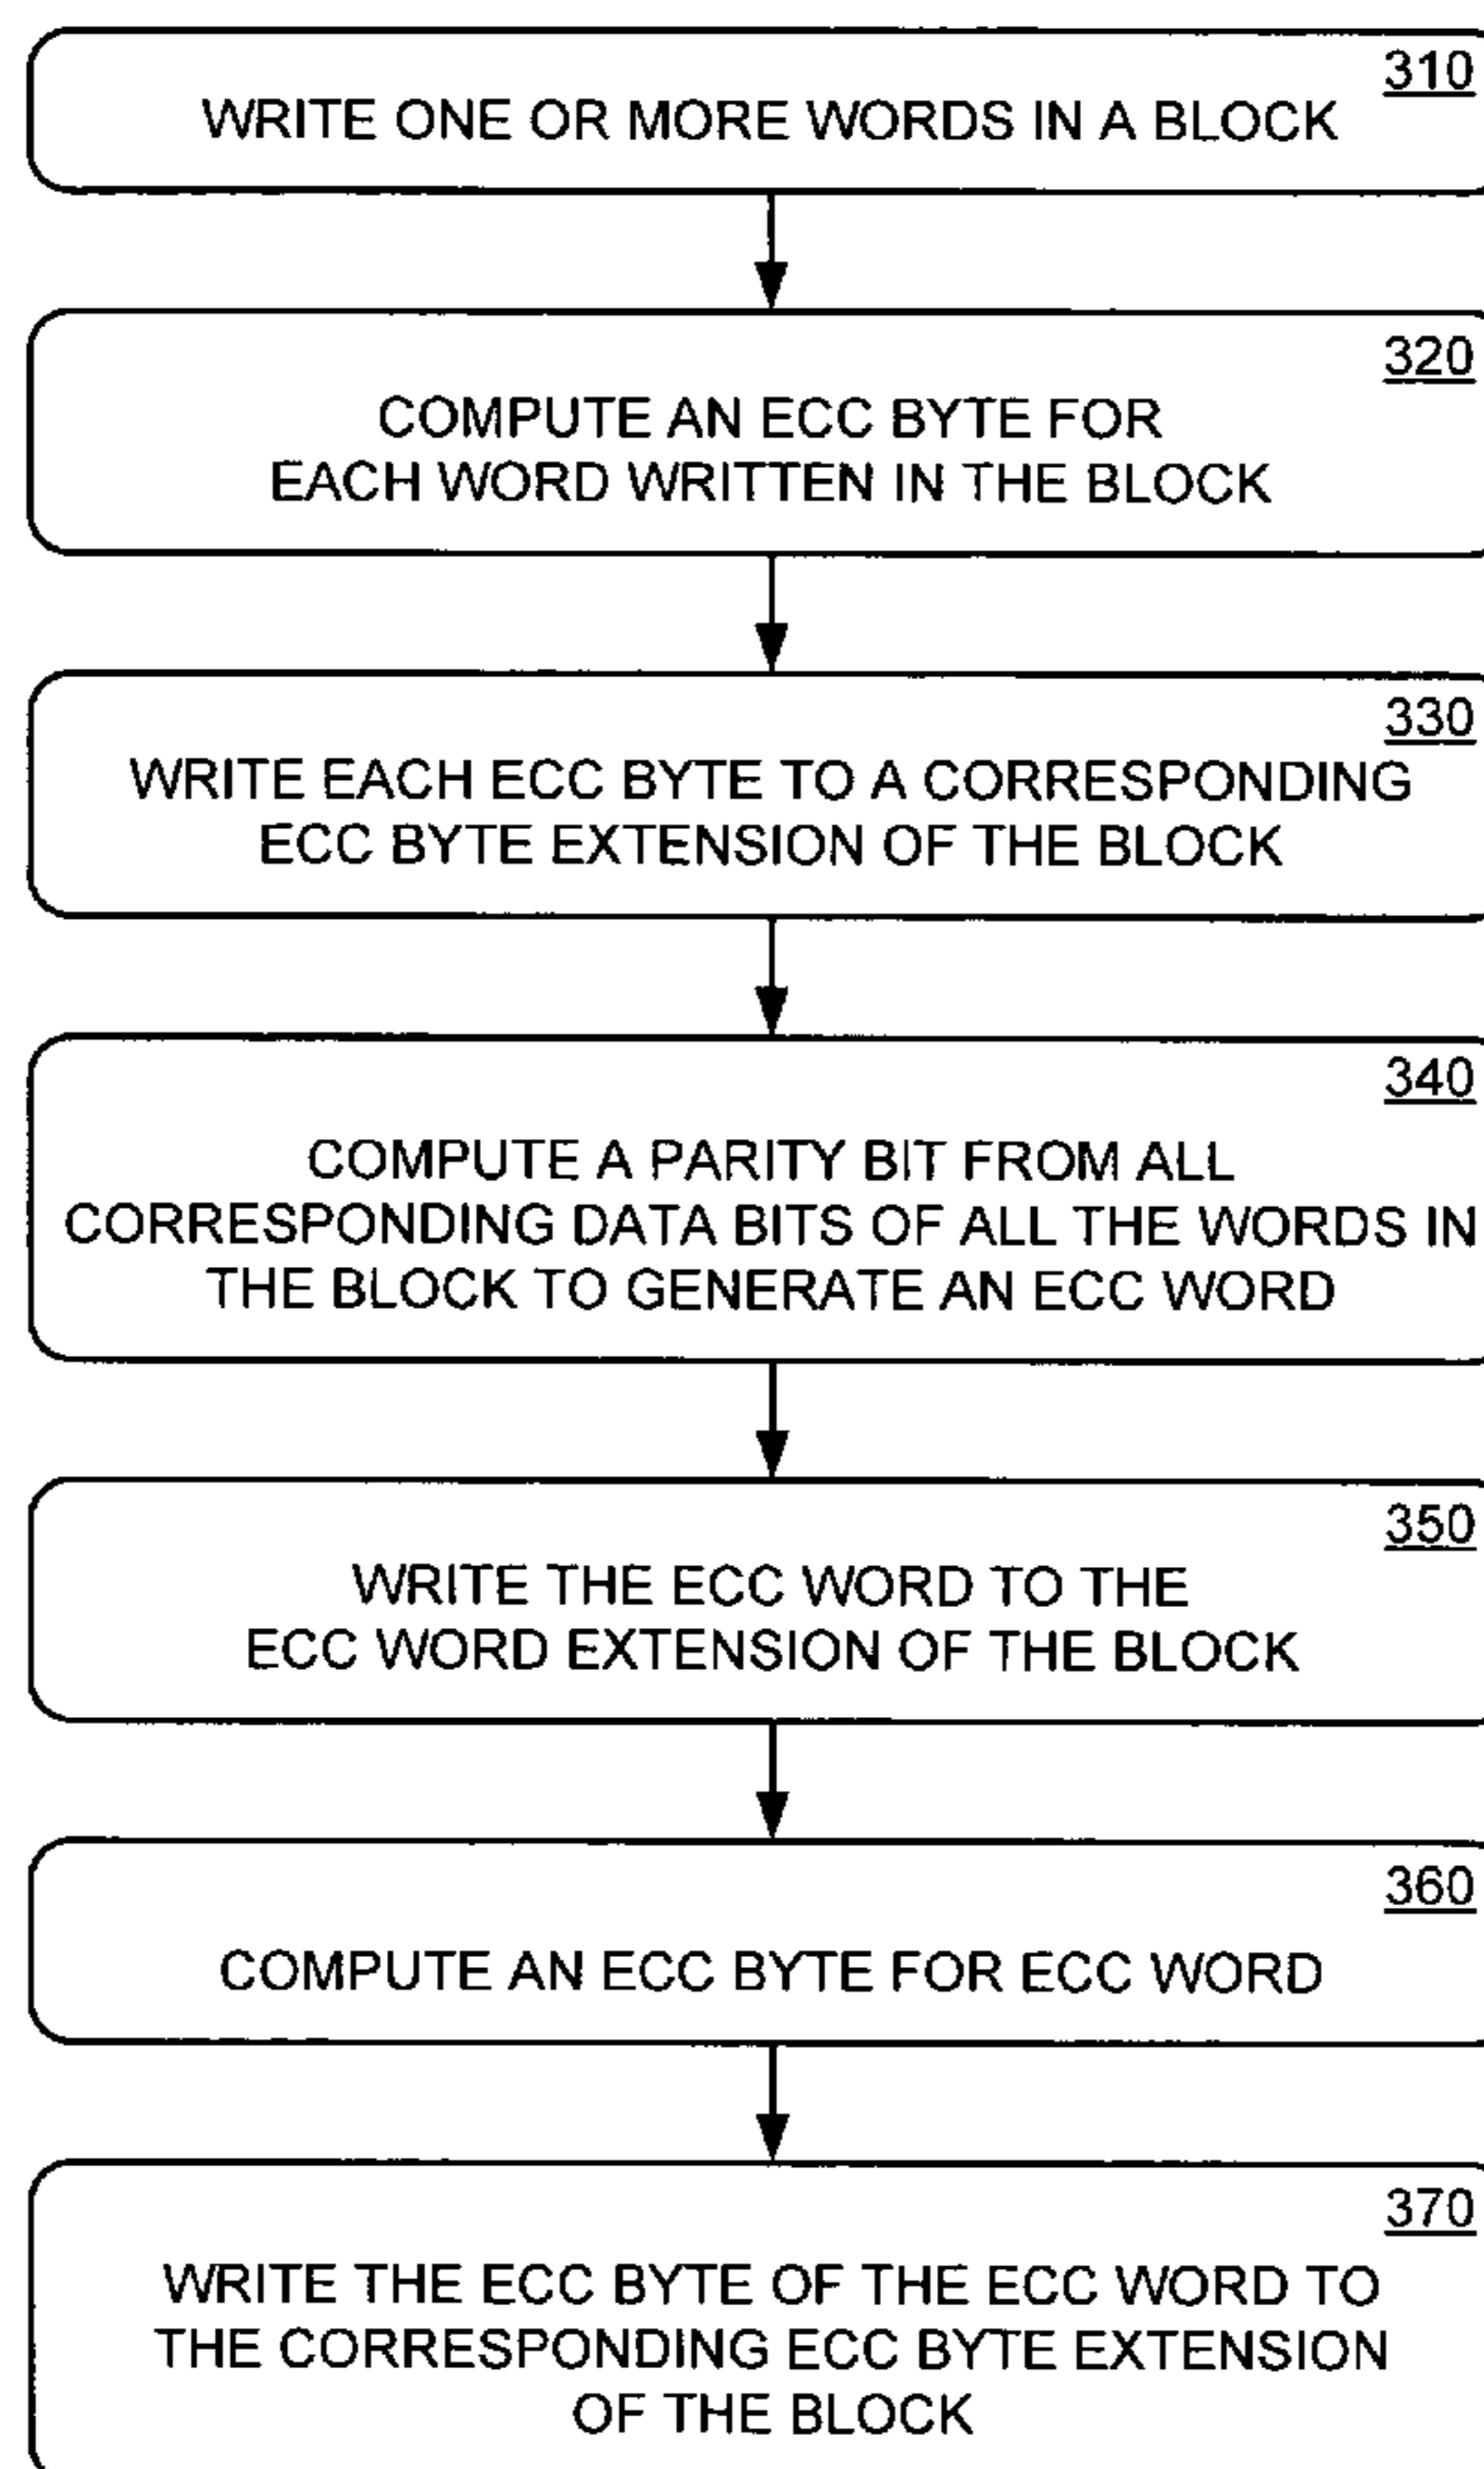 310
WRITE ONE OR MORE WORDS IN A BLOCK
320
COMPUTE AN ECC BYTE FOR
EACH WORD WRITTEN IN THE BLOCK
330
WRITE EACH ECC BYTE TO A CORRESPONDING
ECC BYTE EXTENSION OF THE BLOCK
340
COMPUTE A PARITY BIT FROM ALL
CORRESPONDING DATA BITS OF ALL THE WORDS IN
THE BLOCK TO GENERATE AN ECC WORD
350
WRITE THE ECC WORD TO THE
ECC WORD EXTENSION OF THE BLOCK
360
COMPUTE AN ECC BYTE FOR ECC WORD
370
WRITE THE ECC BYTE OF THE ECC WORD TO
THE CORRESPONDING ECC BYTE EXTENSION
OF THE BLOCK